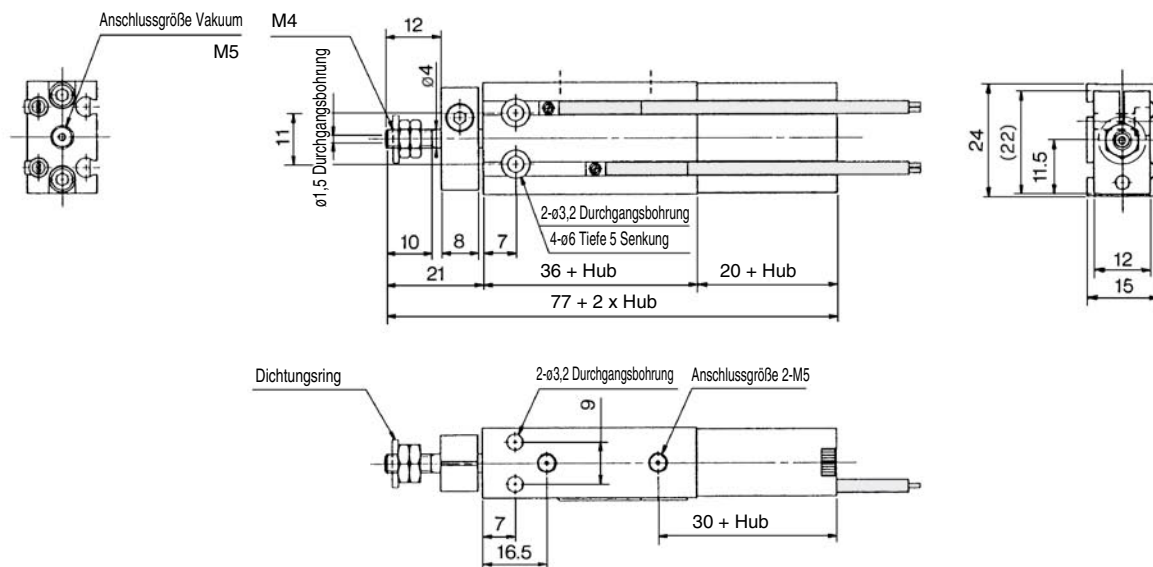 Anschlussgröße Vakuum
M5
M4
12
ø4
11
ø1,5 Durchgangsbohrung
2-ø3,2 Durchgangsbohrung
4-ø6 Tiefe 5 Senkung
10
8
7
21
36 + Hub
20 + Hub
77 + 2 x Hub
24
(22)
11.5
12
15
Dichtungsring
2-ø3,2 Durchgangsbohrung
Anschlussgröße 2-M5
9
7
16.5
30 + Hub